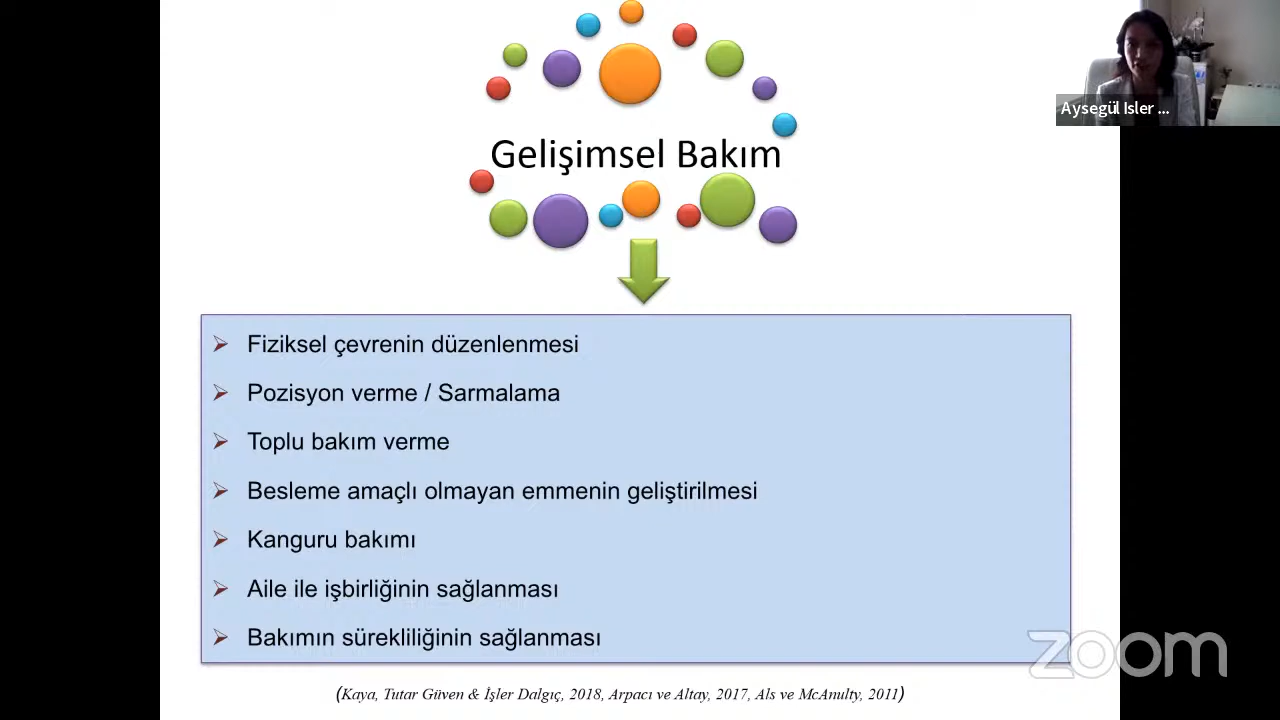 Aysegül Isler ...
Gelişimsel Bakım
Fiziksel çevrenin düzenlenmesi
Pozisyon verme / Sarmalama
Toplu bakım verme
Besleme amaçlı olmayan emmenin geliştirilmesi
Kanguru bakımı
Aile ile işbirliğinin sağlanması
Bakımın sürekliliğinin sağlanması
zoom
(Kaya, Tutar Güven & İşler Dalgıç, 2018, Arpacı ve Altay, 2017, Als ve McAnulty, 2011)